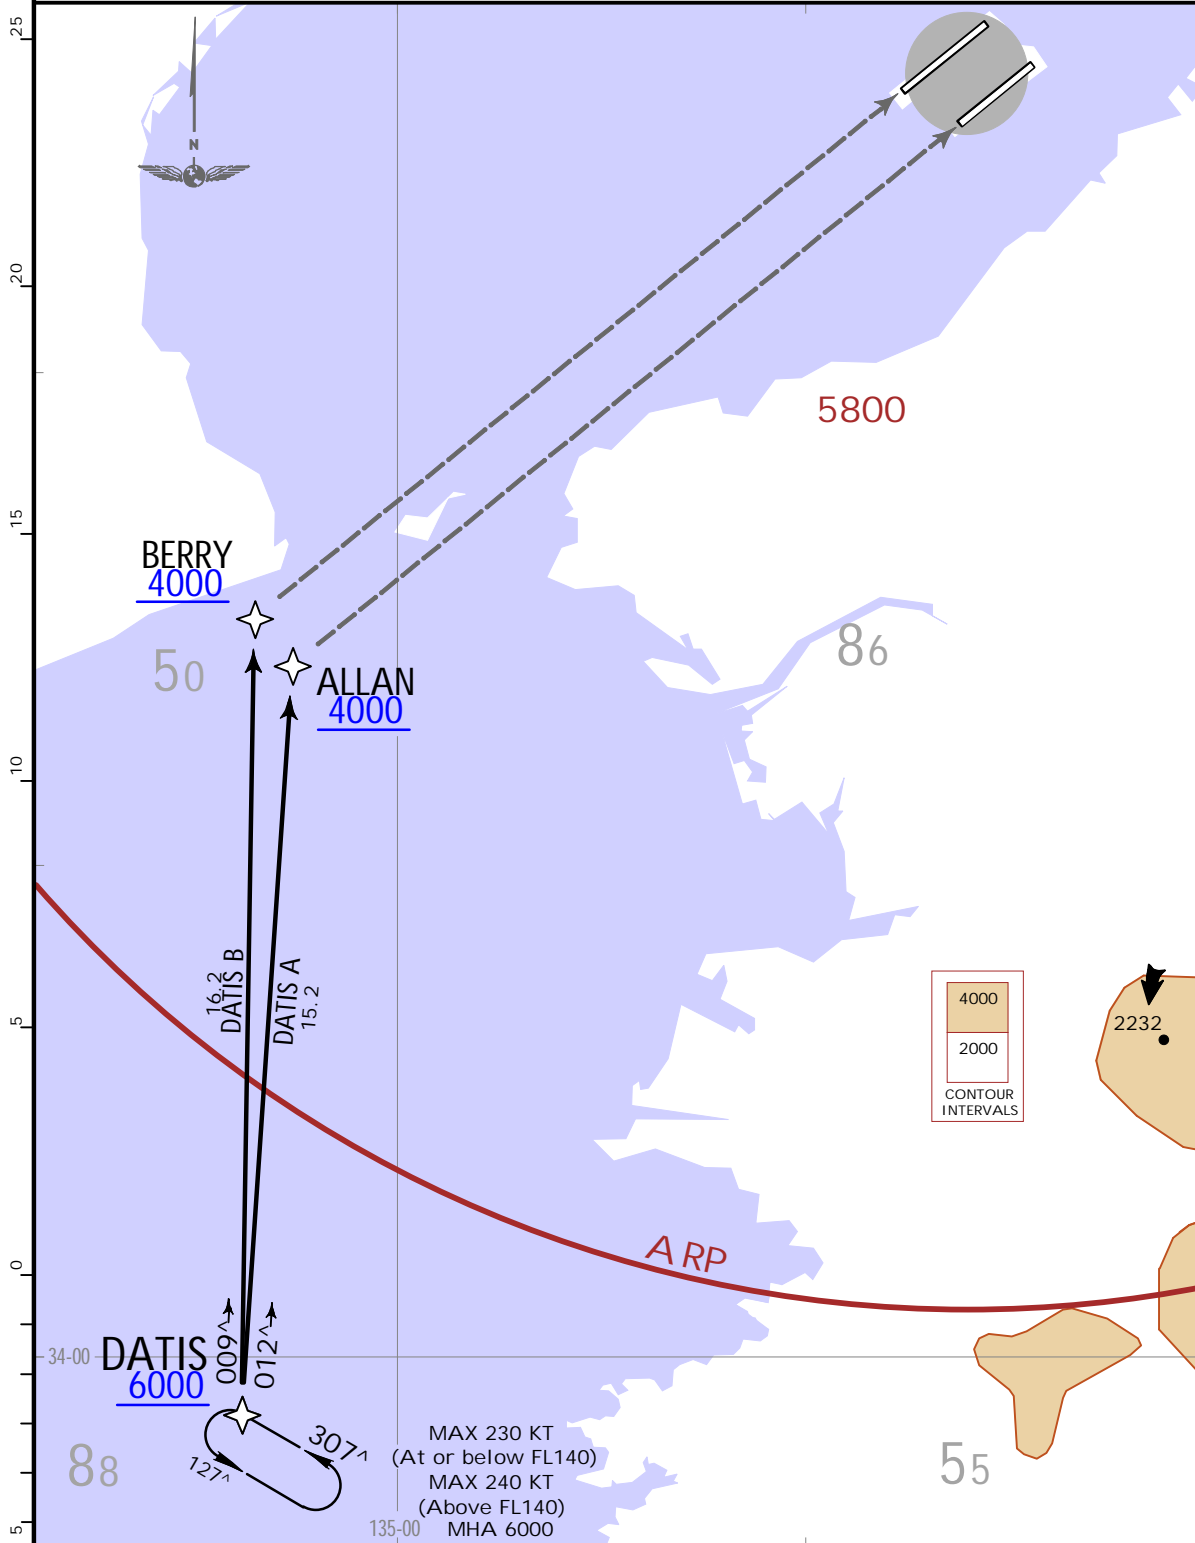 25
N
20
5800
15
BERRY
4000
86
50
ALLAN
4000
10
16.2
DATIS B
DATIS A
15.2
4000
2000
CONTOUR
INTERVALS
2232
5
ARP
0
009^
012^
DATIS
6000
34-00
307^
127^
88
MAX 230 KT
(At or below FL140)
MAX 240 KT
(Above FL140)
MHA 6000
55
135-00
5